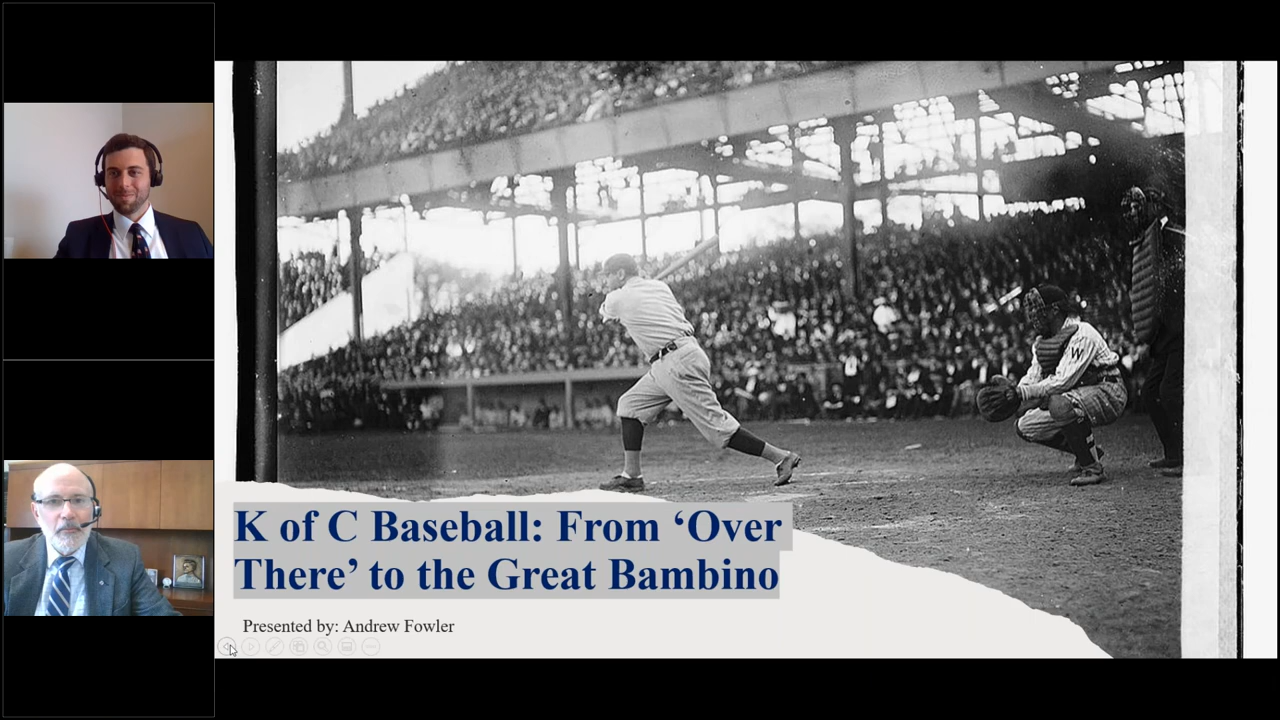 W
K of C Baseball: From ‘Over
There’ to the Great Bambino
Presented by: Andrew Fowler